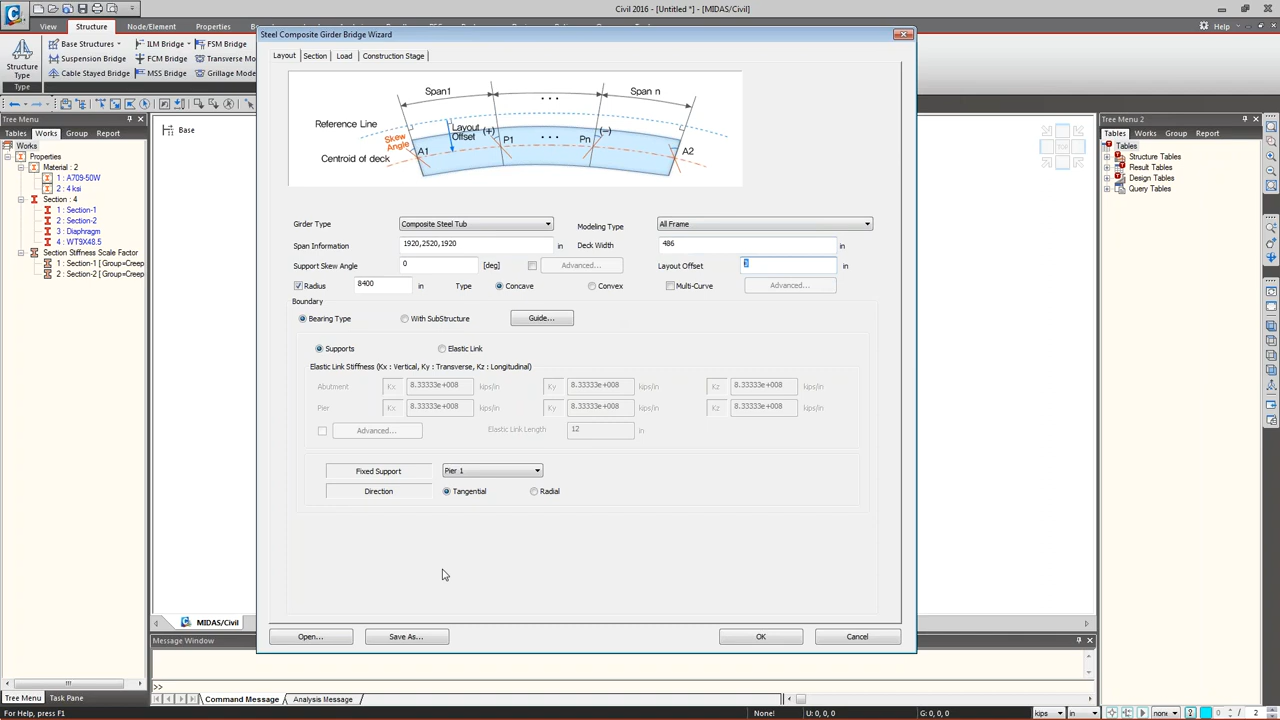 Civil 2016 - [Untitled *] - [MIDAS/Civil]
View
Structure
Node/Element
Properties
Help
Structure
Type
Base Structures
Suspension Bridge
Cable Stayed Bridge
ILM Bridge
FCM Bridge
MSS Bridge
FSM Bridge
Transverse Mo
Grillage Mode
Type
Tree Menu
Tables Works Group Report
Works
Properties
Material : 2
1 : A709-50W
2 : 4 ksi
Section : 4
1 : Section-1
2 : Section-2
3 : Diaphragm
4 : WT9X48.5
Section Stiffness Scale Factor
1 : Section-1 [ Group=Creep
2 : Section-2 [ Group=Creep
Tree Menu Task Pane
Base
MIDAS/Civil
Steel Composite Girder Bridge Wizard
Layout Section Load Construction Stage
Span1
Span n
Reference Line
Layout
Offset
(+)
(-)
Skew
Angle
A1
P1
Pn
A2
Centroid of deck
Girder Type Composite Steel Tub Modeling Type All Frame
Span Information 1920,2520,1920 in Deck Width 486 in
Support Skew Angle 0 [deg] Advanced... Layout Offset in
Radius 8400 in Type Concave Convex Multi-Curve Advanced...
Boundary
Bearing Type With SubStructure Guide...
Supports Elastic Link
Elastic Link Stiffness (Kx : Vertical, Ky : Transverse, Kz : Longitudinal)
Abutment Kx 8.33333e+008 kips/in Ky 8.33333e+008 kips/in Kz 8.33333e+008 kips/in
Pier Kx 8.33333e+008 kips/in Ky 8.33333e+008 kips/in Kz 8.33333e+008 kips/in
Advanced... Elastic Link Length 12 in
Fixed Support Pier 1
Direction Tangential Radial
Open... Save As... OK Cancel
Tree Menu 2
Tables Works Group Report
Tables
Structure Tables
Result Tables
Design Tables
Query Tables
TOP
Message Window
>>
Command Message Analysis Message
For Help, press F1
None! U: 0, 0, 0 G: 0, 0, 0 kips in none 0 / 2